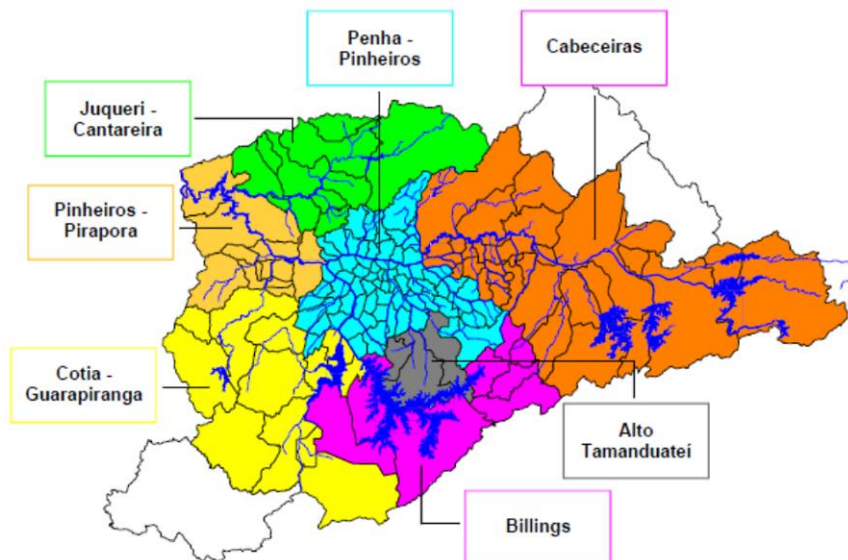 Penha -
Pinheiros
Cabeceiras
Juqueri -
Cantareira
Pinheiros -
Pirapora
Cotia -
Guarapiranga
Alto
Tamanduateí
Billings